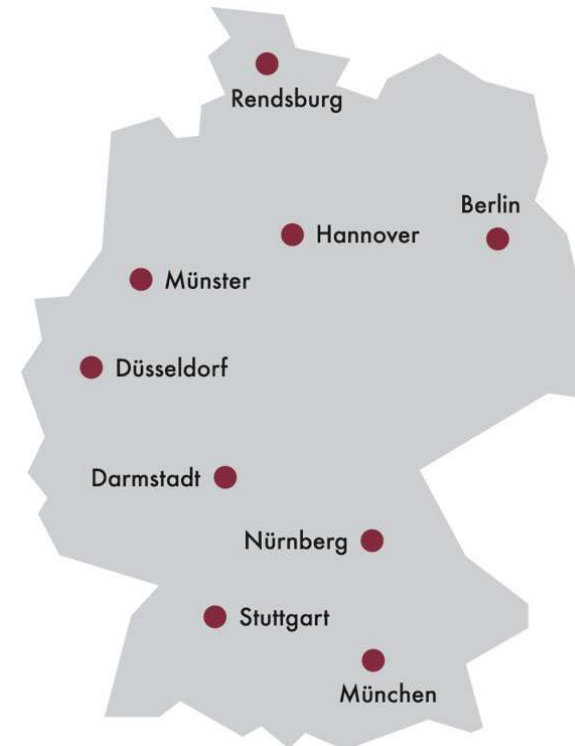 Rendsburg
Berlin
Hannover
Münster
Düsseldorf
Darmstadt
Nürnberg
Stuttgart
München